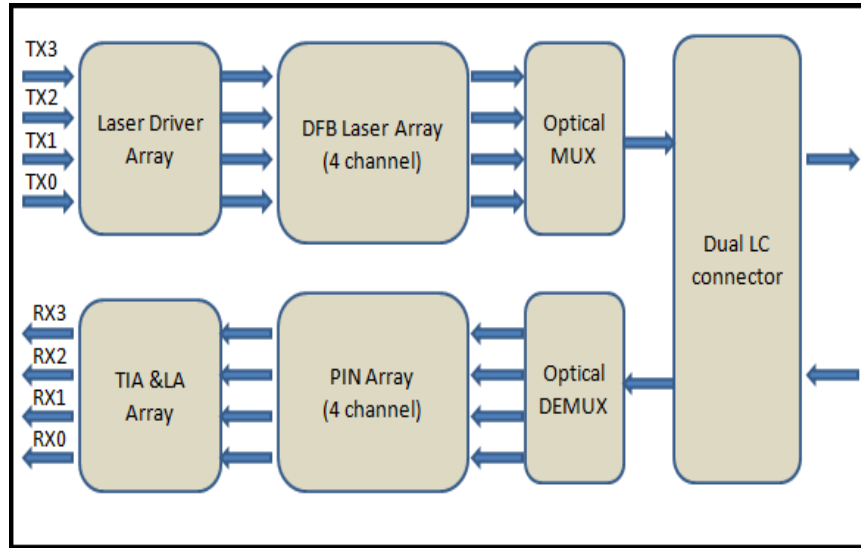 TX3
TX2
TX1
TX0
Laser Driver
Array
DFB Laser Array
(4 channel)
Optical
MUX
Dual LC
connector
RX3
RX2
RX1
RX0
TIA &LA
Array
PIN Array
(4 channel)
Optical
DEMUX